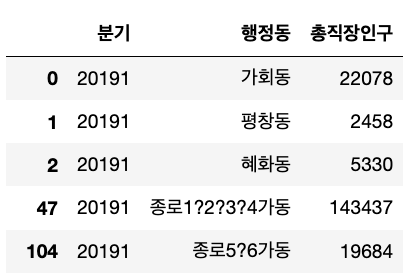 분기 행정동 총직장인구
0 20191 가회동 22078
1 20191 평창동 2458
2 20191 혜화동 5330
47 20191 종로1?2?3?4가동 143437
104 20191 종로5?6가동 19684